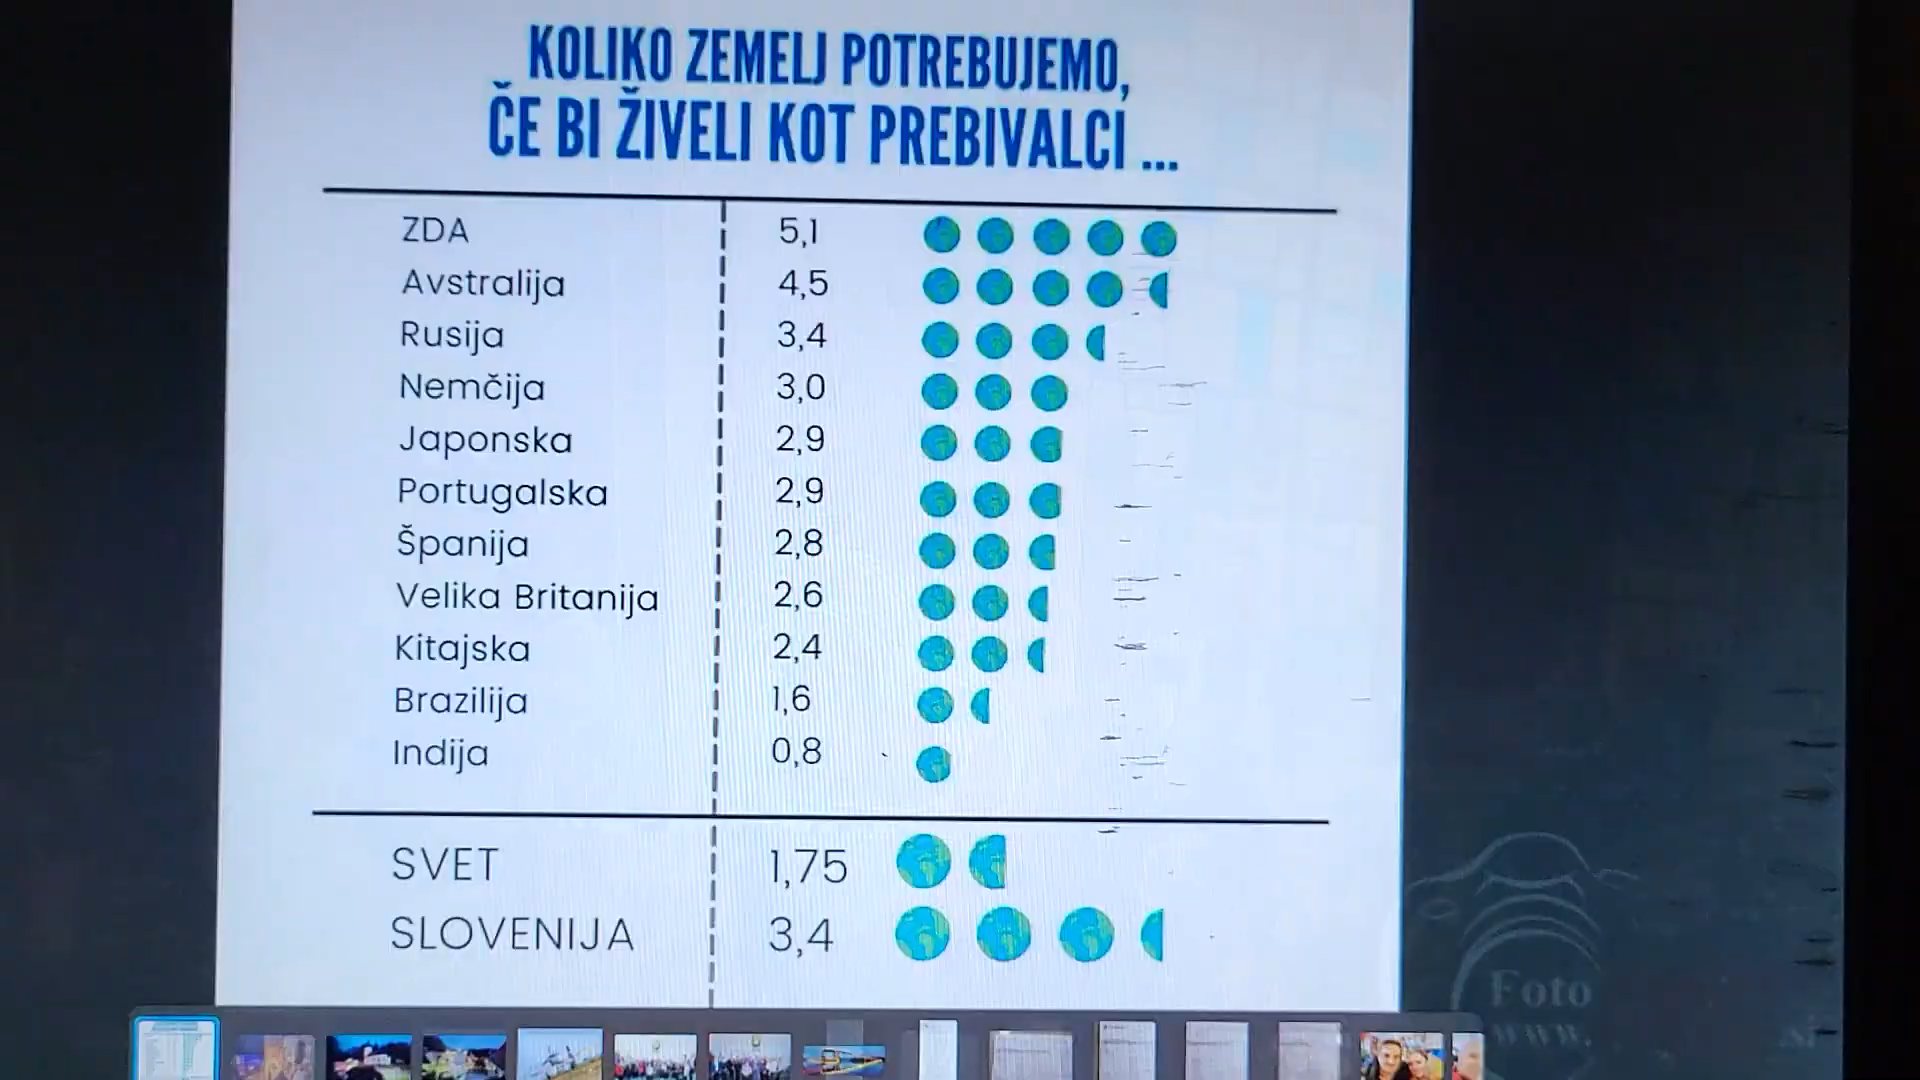 KOLIKO ZEMELJ POTREBUJEMO,
ČE BI ŽIVELI KOT PREBIVALCI ...
ZDA 5,1
Avstralija 4,5
Rusija 3,4
Nemčija 3,0
Japonska 2,9
Portugalska 2,9
Španija 2,8
Velika Britanija 2,6
Kitajska 2,4
Brazilija 1,6
Indija 0,8
SVET 1,75
SLOVENIJA 3,4
Foto
www.